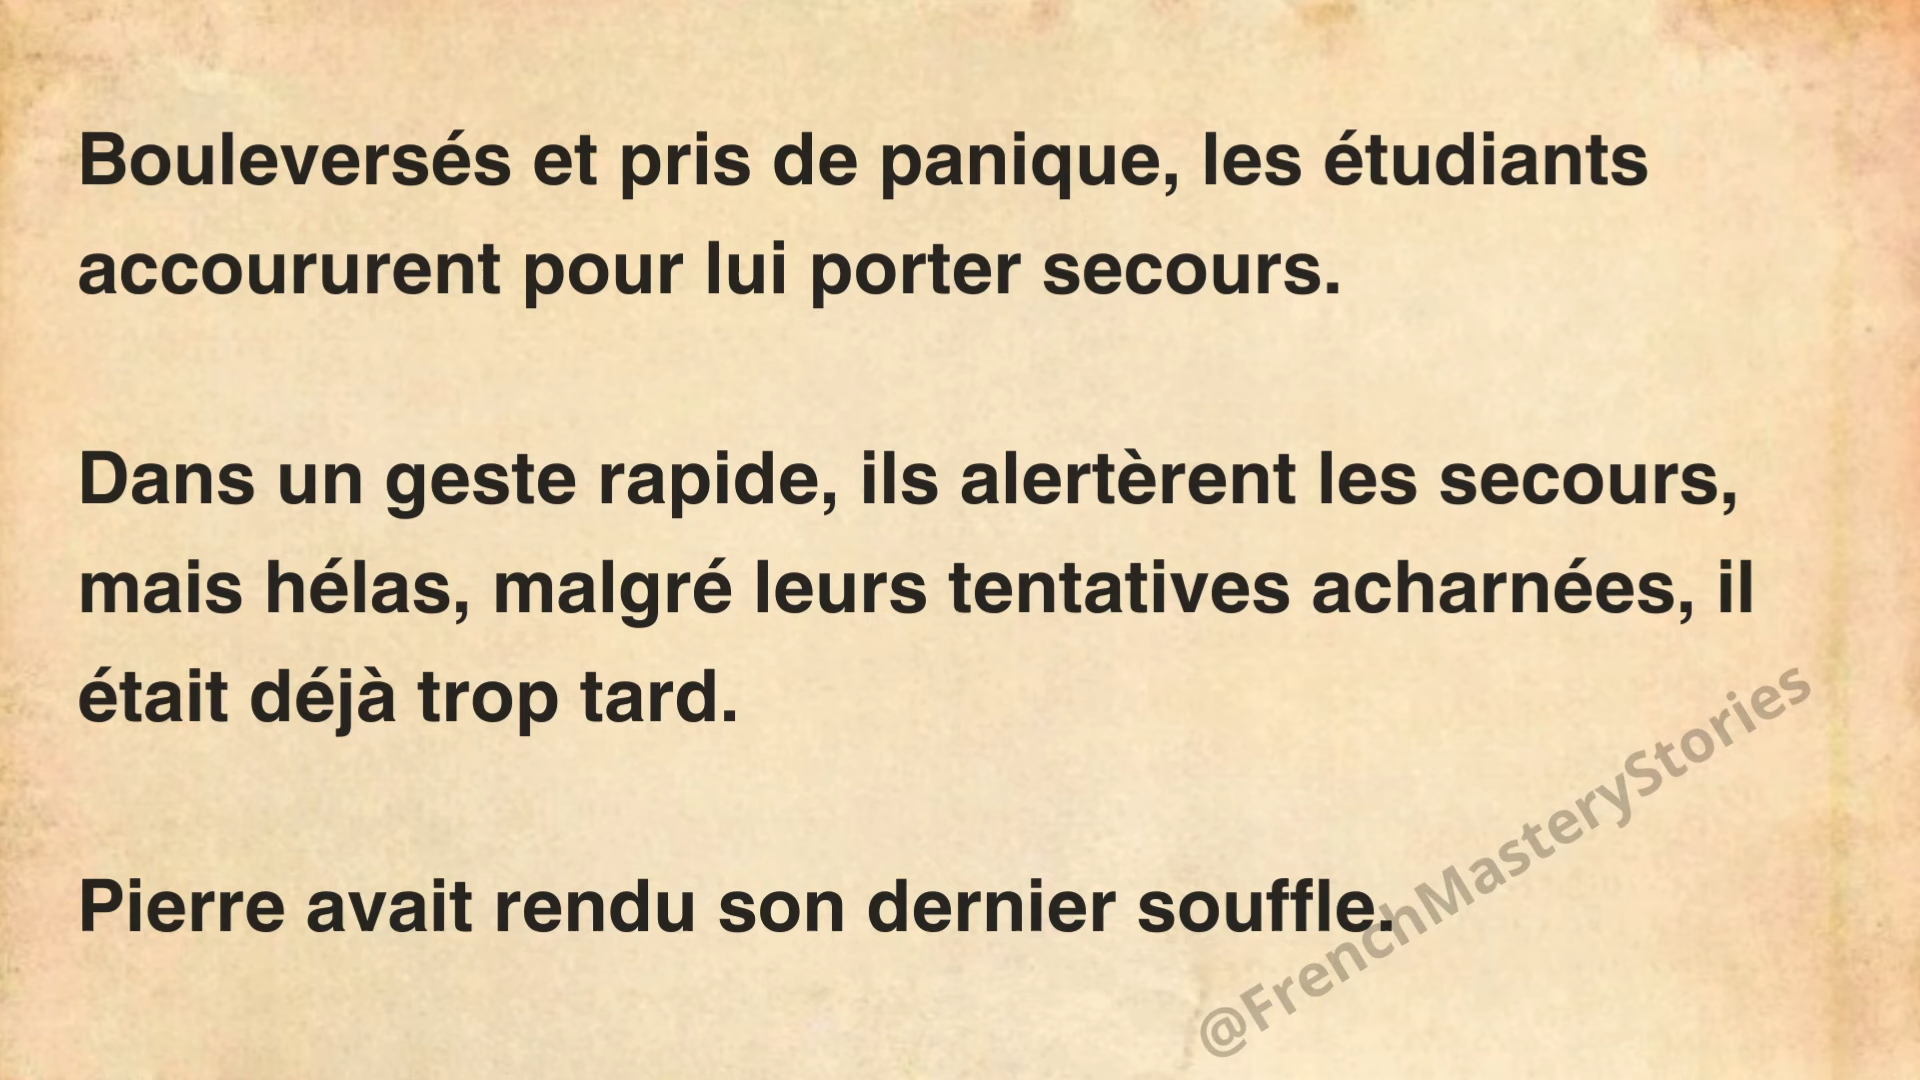 Bouleversés et pris de panique, les étudiants
accoururent pour lui porter secours.
Dans un geste rapide, ils alertèrent les secours,
mais hélas, malgré leurs tentatives acharnées, il
était déjà trop tard.
Pierre avait rendu son dernier souffle.
@FrenchMasteryStories